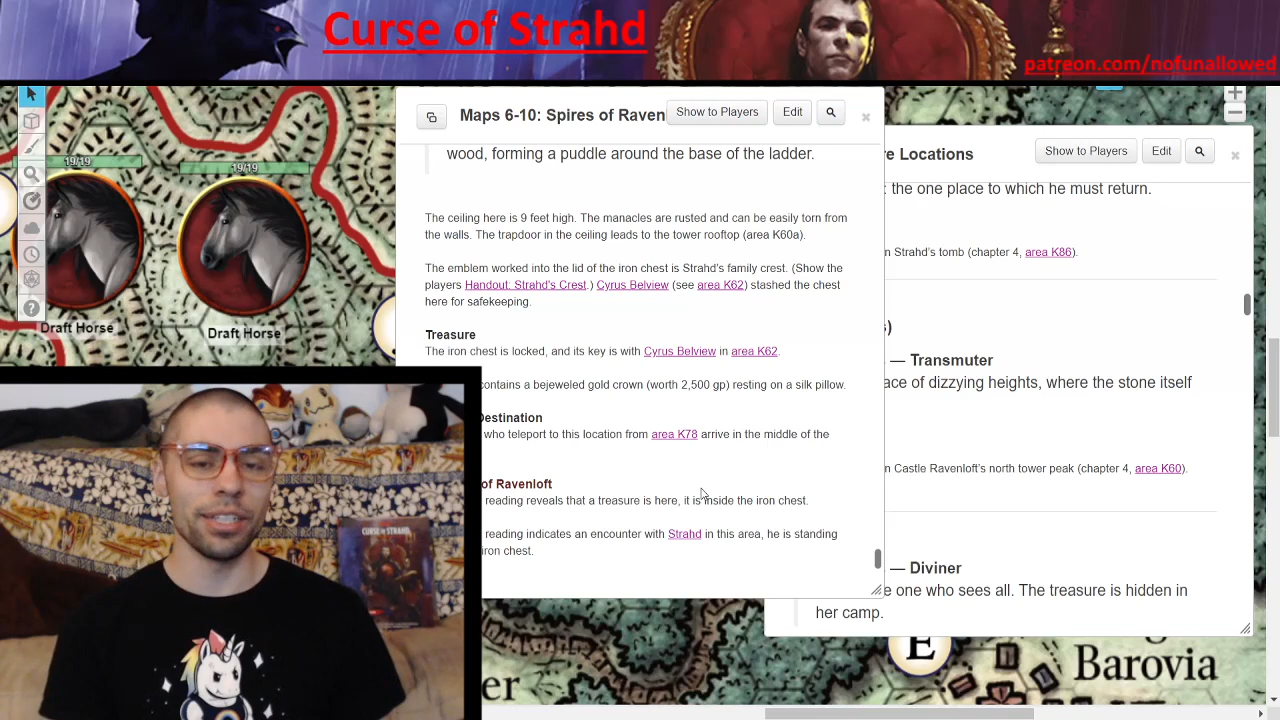 Curse of Strahd
patreon.com/nofunallowed
Maps 6-10: Spires of Raven
Show to Players
Edit
wood, forming a puddle around the base of the ladder.
The ceiling here is 9 feet high. The manacles are rusted and can be easily torn from
the walls. The trapdoor in the ceiling leads to the tower rooftop (area K60a).
The emblem worked into the lid of the iron chest is Strahd's family crest. (Show the
players Handout: Strahd's Crest.) Cyrus Belview (see area K62) stashed the chest
here for safekeeping.
Treasure
The iron chest is locked, and its key is with Cyrus Belview in area K62.
contains a bejeweled gold crown (worth 2,500 gp) resting on a silk pillow.
Destination
who teleport to this location from area K78 arrive in the middle of the
of Ravenloft
reading reveals that a treasure is here, it is inside the iron chest.
reading indicates an encounter with Strahd in this area, he is standing
iron chest.
e Locations
Show to Players
Edit
: the one place to which he must return.
n Strahd's tomb (chapter 4, area K86).
s)
— Transmuter
ace of dizzying heights, where the stone itself
n Castle Ravenloft's north tower peak (chapter 4, area K60).
— Diviner
e one who sees all. The treasure is hidden in
her camp.
19/19
19/19
Draft Horse
Draft Horse
CURSE OF STRAHD
E
Barovia
er